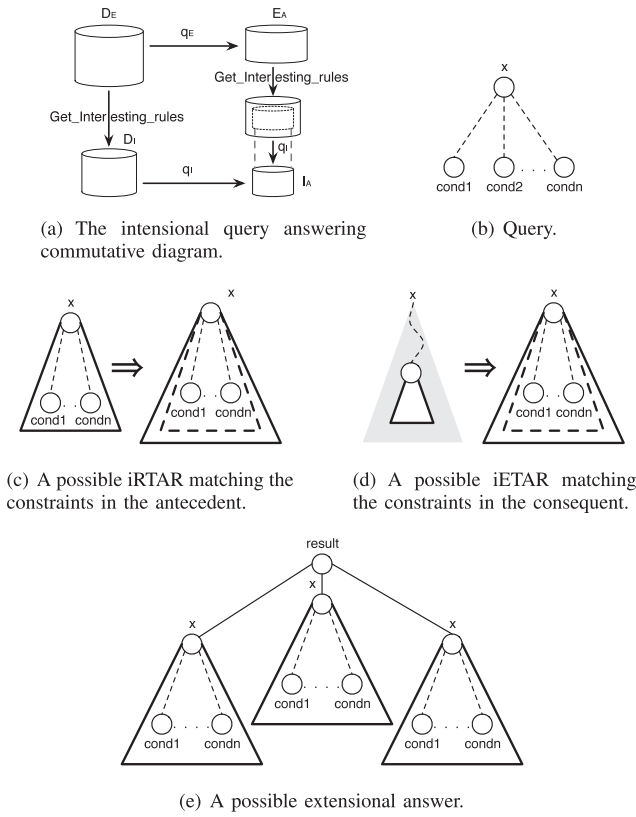 DE
EA
qE
Get_Interesting_rules
Get_Interesting_rules
DI
qI
qI
IA
x
cond1 cond2 . . . condn
(a) The intensional query answering
commutative diagram.
(b) Query.
x
cond1 . . condn
⇒
x
cond1 . . condn
x
⇒
x
cond1 . . condn
(c) A possible iRTAR matching the
constraints in the antecedent.
(d) A possible iETAR matching
the constraints in the consequent.
result
x
x
x
cond1 . . . . condn
cond1 . . . . condn
cond1 . . . . condn
(e) A possible extensional answer.